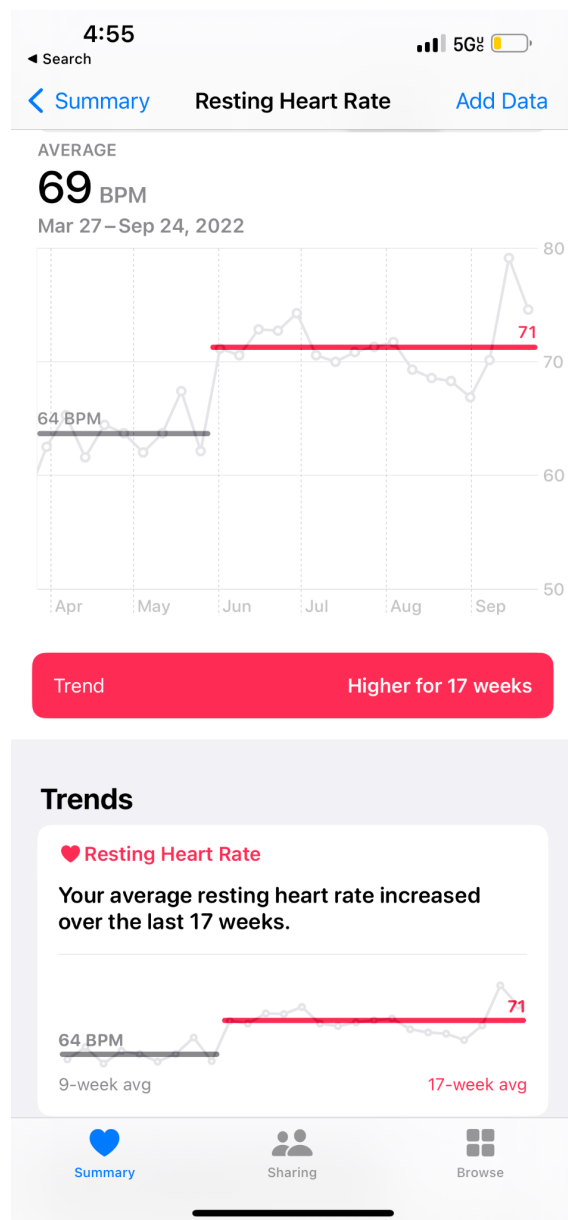 4:55
5G
◀ Search
Summary
Resting Heart Rate
Add Data
AVERAGE
69 BPM
Mar 27–Sep 24, 2022
80
71
70
64 BPM
60
50
Apr May Jun Jul Aug Sep
Trend Higher for 17 weeks
Trends
Resting Heart Rate
Your average resting heart rate increased
over the last 17 weeks.
71
64 BPM
9-week avg 17-week avg
Summary Sharing Browse